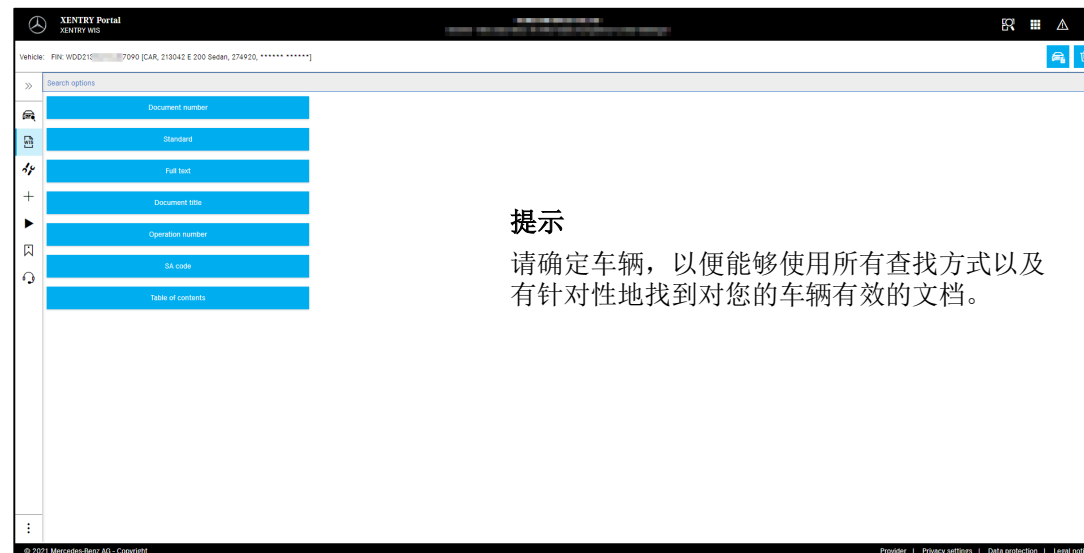 XENTRY Portal
XENTRY WIS
Vehicle: FIN: WDD213 7090 [CAR, 213042 E 200 Sedan, 274920, ****** ******]
Search options
Document number
Standard
Full text
Document title
Operation number
SA code
Table of contents
提示
请确定车辆，以便能够使用所有查找方式以及
有针对性地找到对您的车辆有效的文档。
© 2021 Mercedes-Benz AG - Copyright
Provider | Privacy settings | Data protection | Legal not